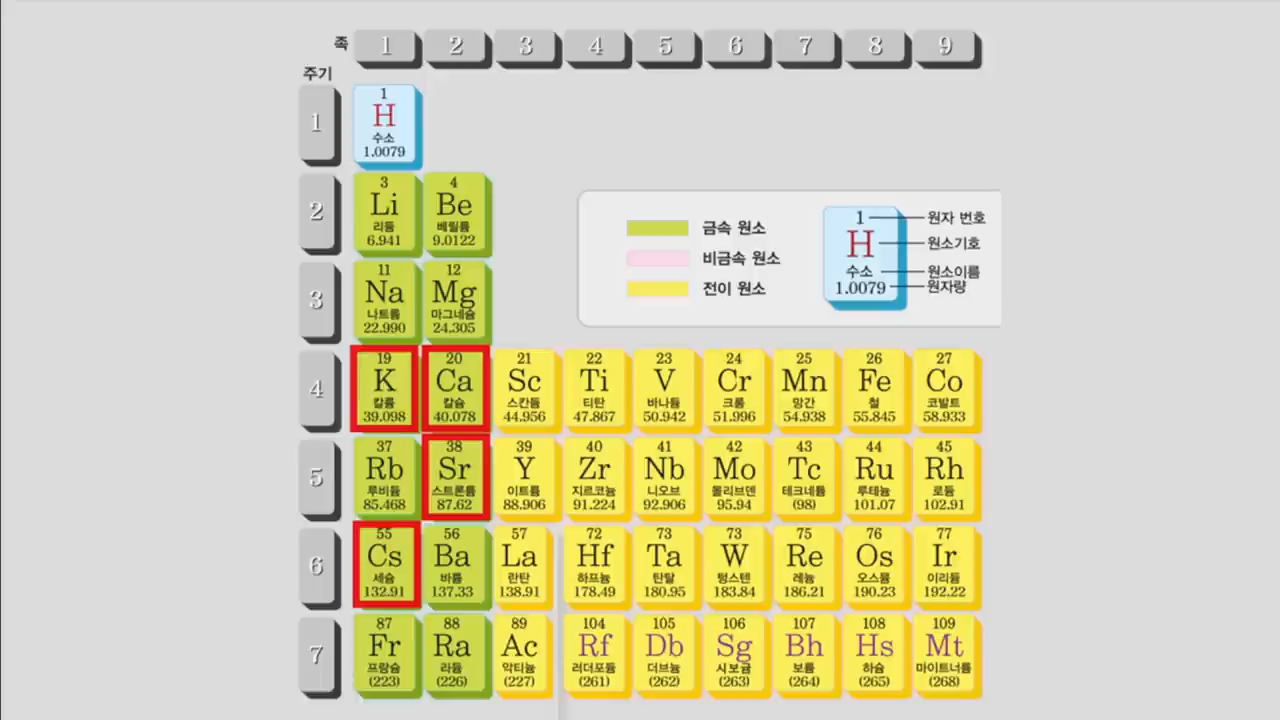 족 1 2 3 4 5 6 7 8 9
주기
1
1
H
수소
1.0079
2
3
Li
리듐
6.941
4
Be
베릴륨
9.0122
금속 원소
비금속 원소
전이 원소
1
H
수소
1.0079
원자 번호
원소기호
원소이름
원자량
3
11
Na
나트륨
22.990
12
Mg
마그네슘
24.305
4
19
K
칼륨
39.098
20
Ca
칼슘
40.078
21
Sc
스칸듐
44.956
22
Ti
티탄
47.867
23
V
바나듐
50.942
24
Cr
크롬
51.996
25
Mn
망간
54.938
26
Fe
철
55.845
27
Co
코발트
58.933
5
37
Rb
루비듐
85.468
38
Sr
스트론튬
87.62
39
Y
이트륨
88.906
40
Zr
지르코늄
91.224
41
Nb
니오브
92.906
42
Mo
몰리브덴
95.94
43
Tc
테크네튬
(98)
44
Ru
루테늄
101.07
45
Rh
로듐
102.91
6
55
Cs
세슘
132.91
56
Ba
바륨
137.33
57
La
란탄
138.91
72
Hf
하프늄
178.49
73
Ta
탄탈
180.95
73
W
텅스텐
183.84
75
Re
레늄
186.21
76
Os
오스뮴
190.23
77
Ir
이리듐
192.22
7
87
Fr
프랑슘
(223)
88
Ra
라듐
(226)
89
Ac
악티늄
(227)
104
Rf
러더포듐
(261)
105
Db
더브늄
(262)
106
Sg
시보귬
(263)
107
Bh
보륨
(264)
108
Hs
하슘
(265)
109
Mt
마이트너륨
(268)